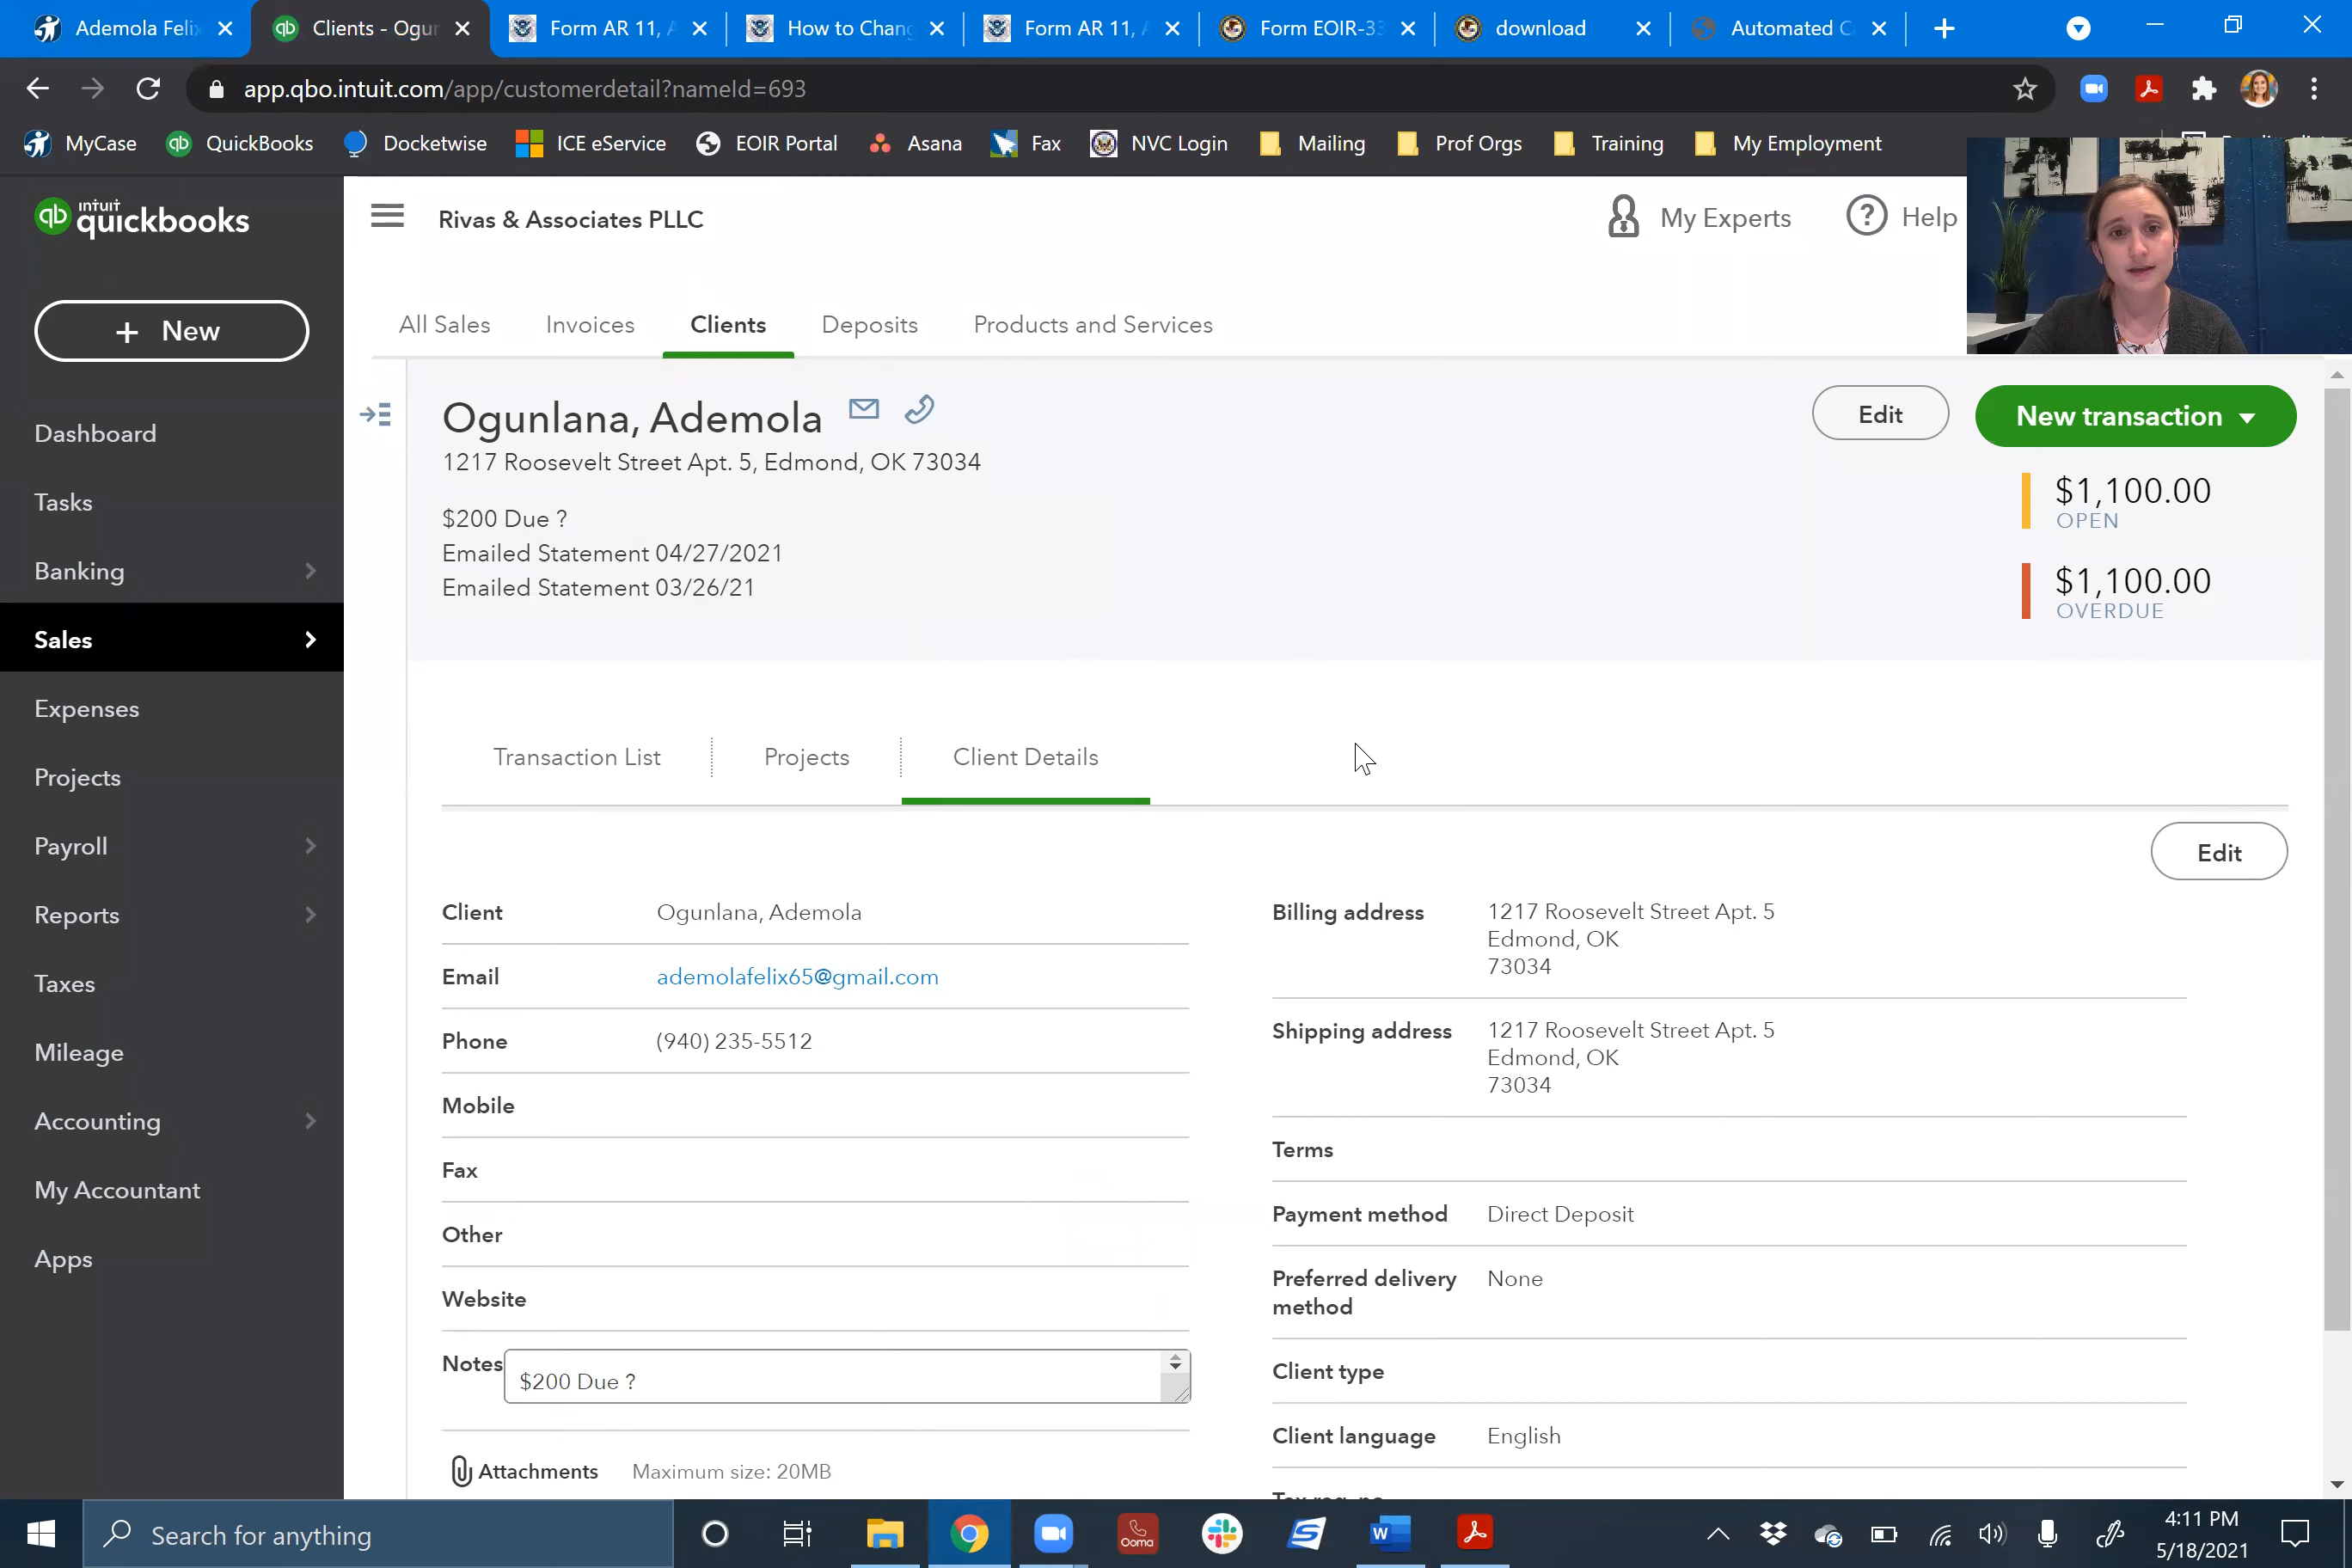 Ademola Felix
Clients - Ogun
Form AR 11, A
How to Chang
Form AR 11, A
Form EOIR-33
download
Automated C
app.qbo.intuit.com/app/customerdetail?nameId=693
MyCase
QuickBooks
Docketwise
ICE eService
EOIR Portal
Asana
Fax
NVC Login
Mailing
Prof Orgs
Training
My Employment
qb intuit quickbooks
Rivas & Associates PLLC
My Experts
? Help
+ New
All Sales
Invoices
Clients
Deposits
Products and Services
Dashboard
Tasks
Banking
Sales
Expenses
Projects
Payroll
Reports
Taxes
Mileage
Accounting
My Accountant
Apps
Ogunlana, Ademola
1217 Roosevelt Street Apt. 5, Edmond, OK 73034
$200 Due ?
Emailed Statement 04/27/2021
Emailed Statement 03/26/21
Edit
New transaction
$1,100.00
OPEN
$1,100.00
OVERDUE
Transaction List
Projects
Client Details
Edit
Client Ogunlana, Ademola
Email ademolafelix65@gmail.com
Phone (940) 235-5512
Mobile
Fax
Other
Website
Notes $200 Due ?
Attachments Maximum size: 20MB
Billing address 1217 Roosevelt Street Apt. 5
Edmond, OK
73034
Shipping address 1217 Roosevelt Street Apt. 5
Edmond, OK
73034
Terms
Payment method Direct Deposit
Preferred delivery None
method
Client type
Client language English
Search for anything
Ooma
4:11 PM
5/18/2021